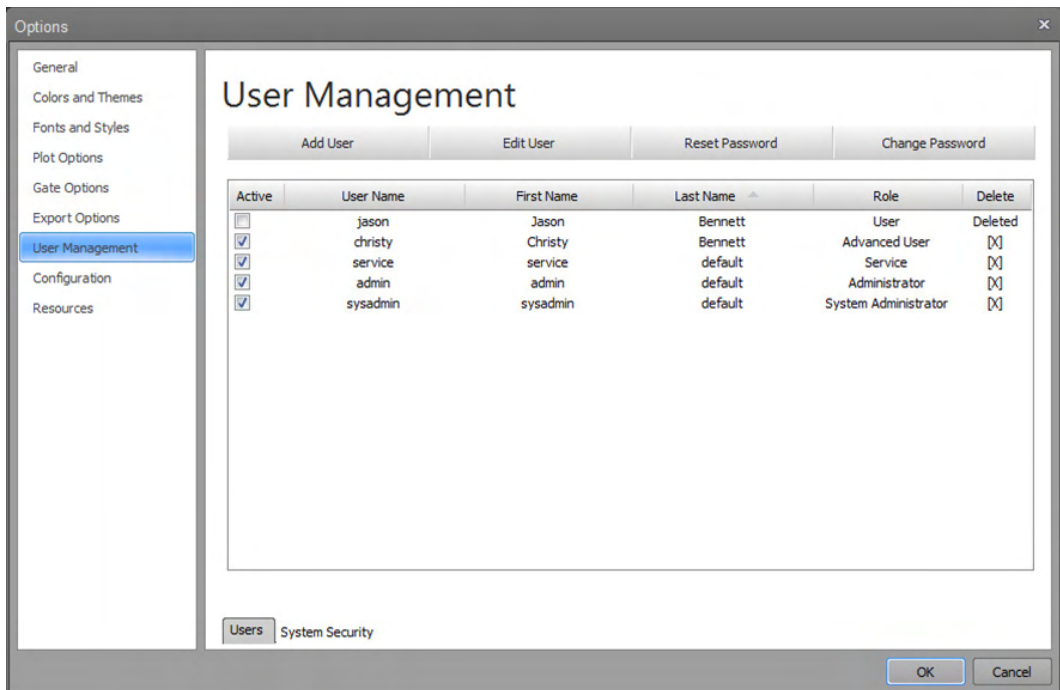 Options
General
Colors and Themes
Fonts and Styles
Plot Options
Gate Options
Export Options
User Management
Configuration
Resources
User Management
Add User Edit User Reset Password Change Password
Active User Name First Name Last Name Role Delete
jason Jason Bennett User Deleted
christy Christy Bennett Advanced User [X]
service service default Service [X]
admin admin default Administrator [X]
sysadmin sysadmin default System Administrator [X]
Users System Security
OK Cancel